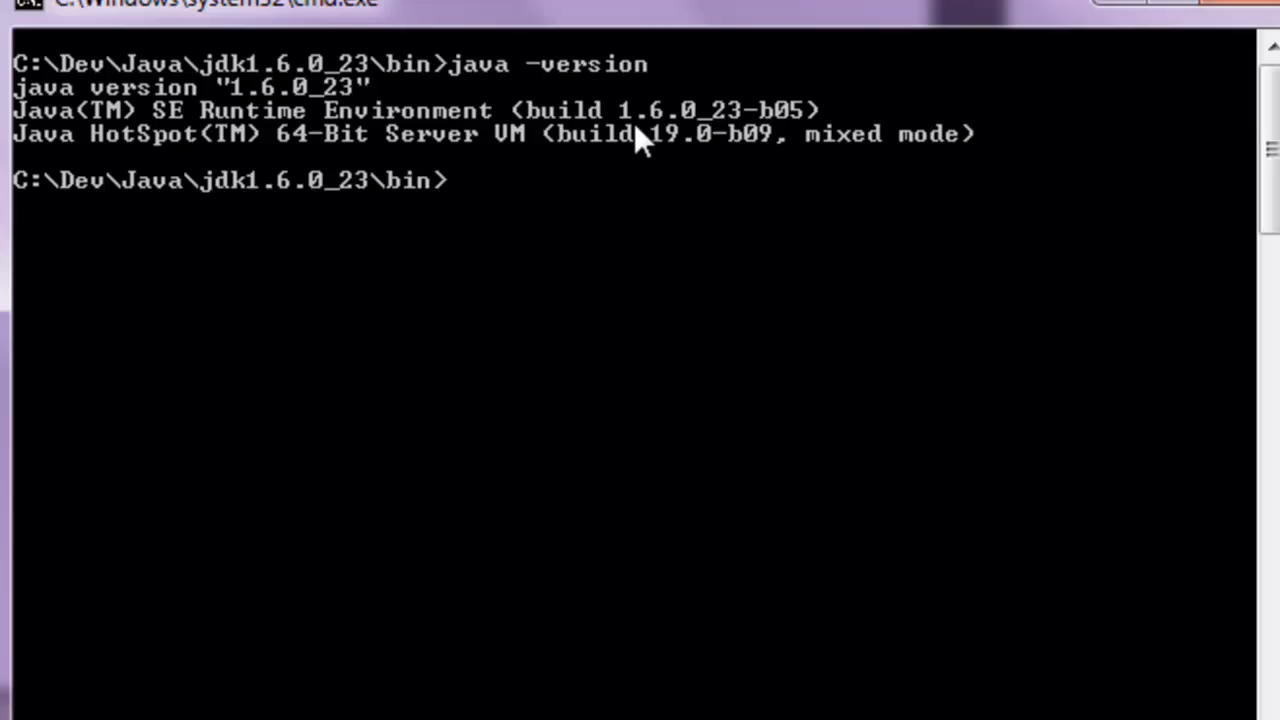 C:\Windows\system32\cmd.exe
C:\Dev\Java\jdk1.6.0_23\bin>java -version
java version "1.6.0_23"
Java(TM) SE Runtime Environment (build 1.6.0_23-b05)
Java HotSpot(TM) 64-Bit Server VM (build 19.0-b09, mixed mode)
C:\Dev\Java\jdk1.6.0_23\bin>